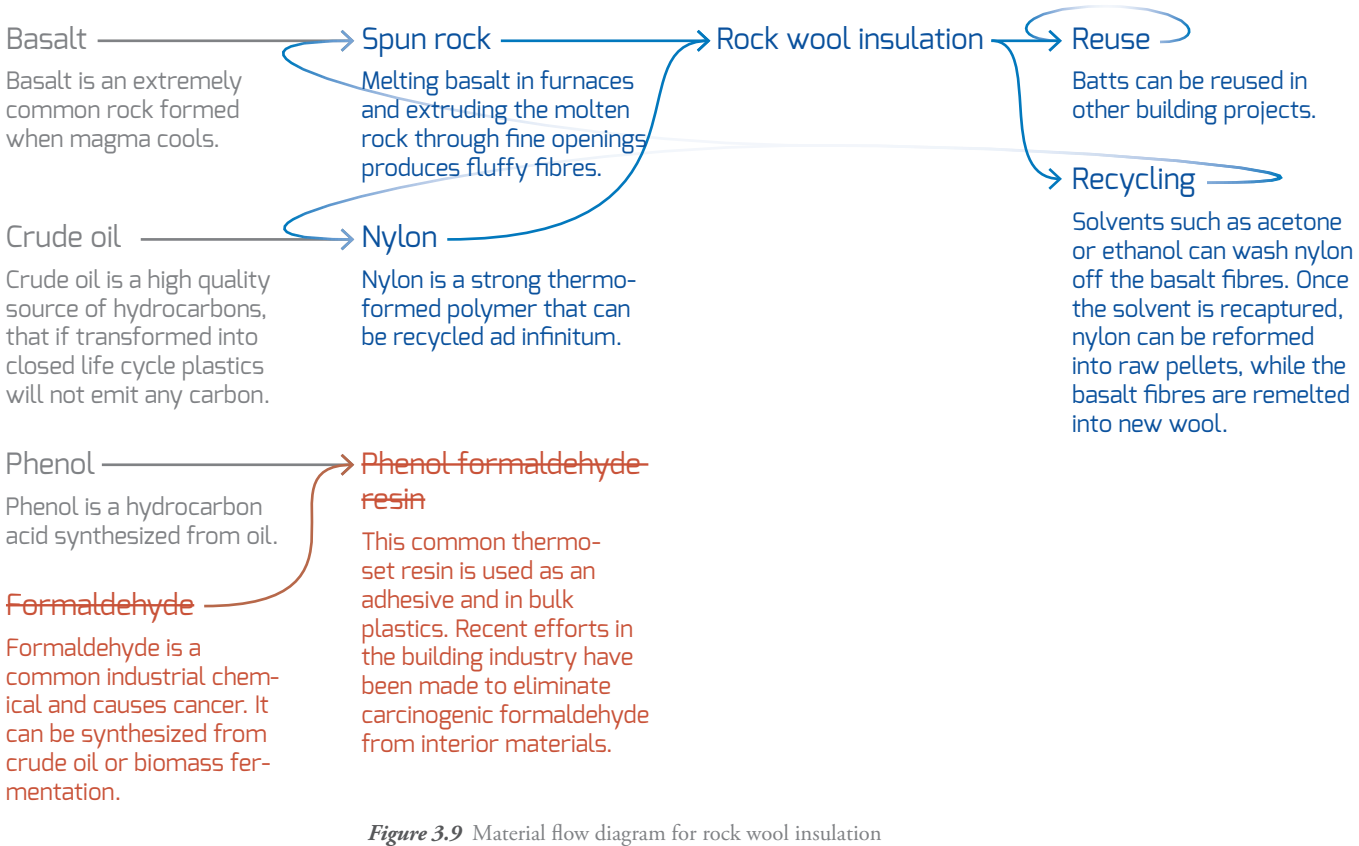 Basalt
Basalt is an extremely
common rock formed
when magma cools.
Spun rock
Melting basalt in furnaces
and extruding the molten
rock through fine openings
produces fluffy fibres.
Rock wool insulation
Reuse
Batts can be reused in
other building projects.
Recycling
Solvents such as acetone
or ethanol can wash nylon
off the basalt fibres. Once
the solvent is recaptured,
nylon can be reformed
into raw pellets, while the
basalt fibres are remelted
into new wool.
Crude oil
Crude oil is a high quality
source of hydrocarbons,
that if transformed into
closed life cycle plastics
will not emit any carbon.
Nylon
Nylon is a strong thermo-
formed polymer that can
be recycled ad infinitum.
Phenol
Phenol is a hydrocarbon
acid synthesized from oil.
Phenol formaldehyde
resin
This common thermo-
set resin is used as an
adhesive and in bulk
plastics. Recent efforts in
the building industry have
been made to eliminate
carcinogenic formaldehyde
from interior materials.
Formaldehyde
Formaldehyde is a
common industrial chem-
ical and causes cancer. It
can be synthesized from
crude oil or biomass fer-
mentation.
Figure 3.9 Material flow diagram for rock wool insulation